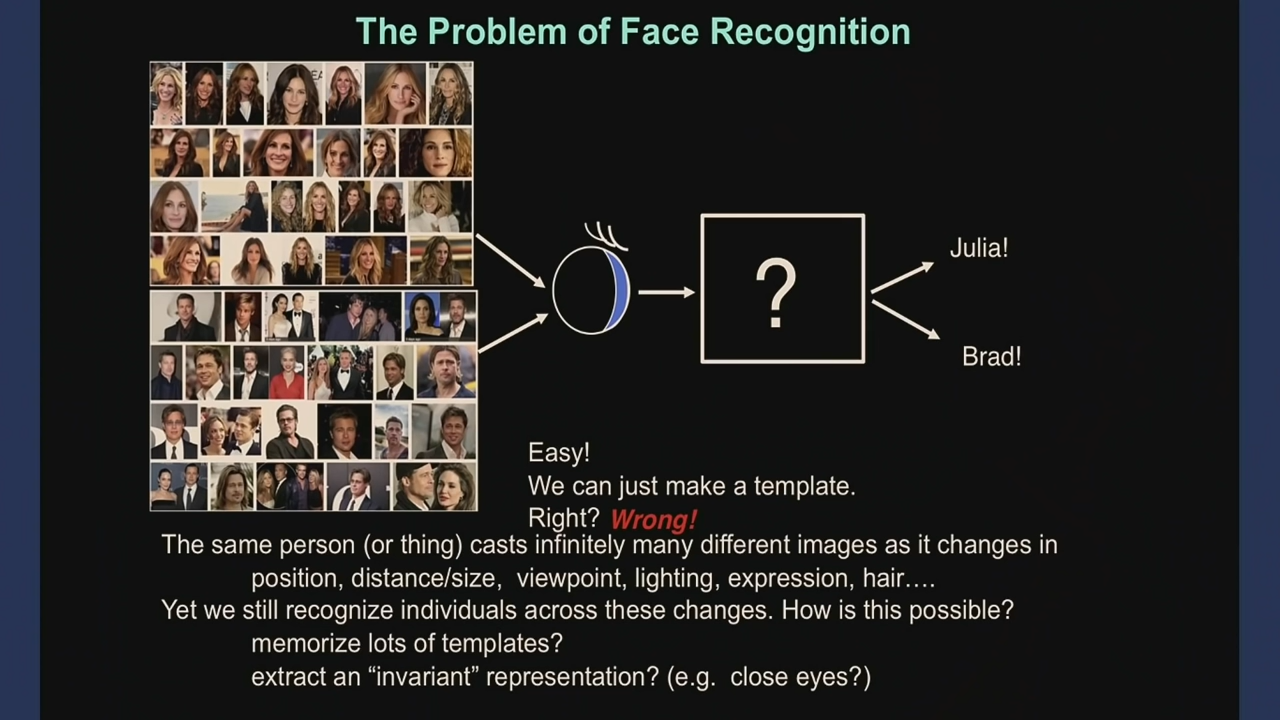 The Problem of Face Recognition
?
Julia!
Brad!
Easy!
We can just make a template.
Right? Wrong!
The same person (or thing) casts infinitely many different images as it changes in
position, distance/size, viewpoint, lighting, expression, hair….
Yet we still recognize individuals across these changes. How is this possible?
memorize lots of templates?
extract an “invariant” representation? (e.g. close eyes?)